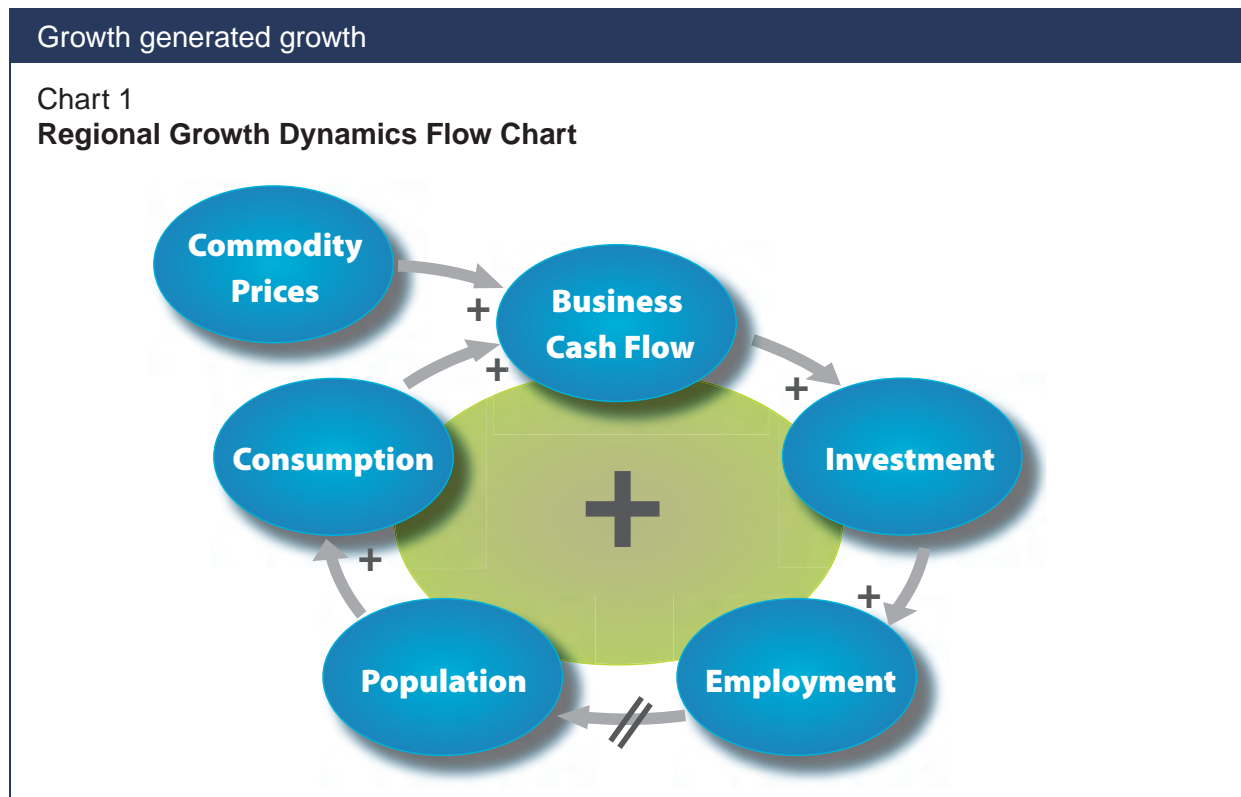 Growth generated growth
Chart 1
Regional Growth Dynamics Flow Chart
Commodity
Prices
+
Business
Cash Flow
+
+
Consumption
+
Investment
+
+
Population
Employment